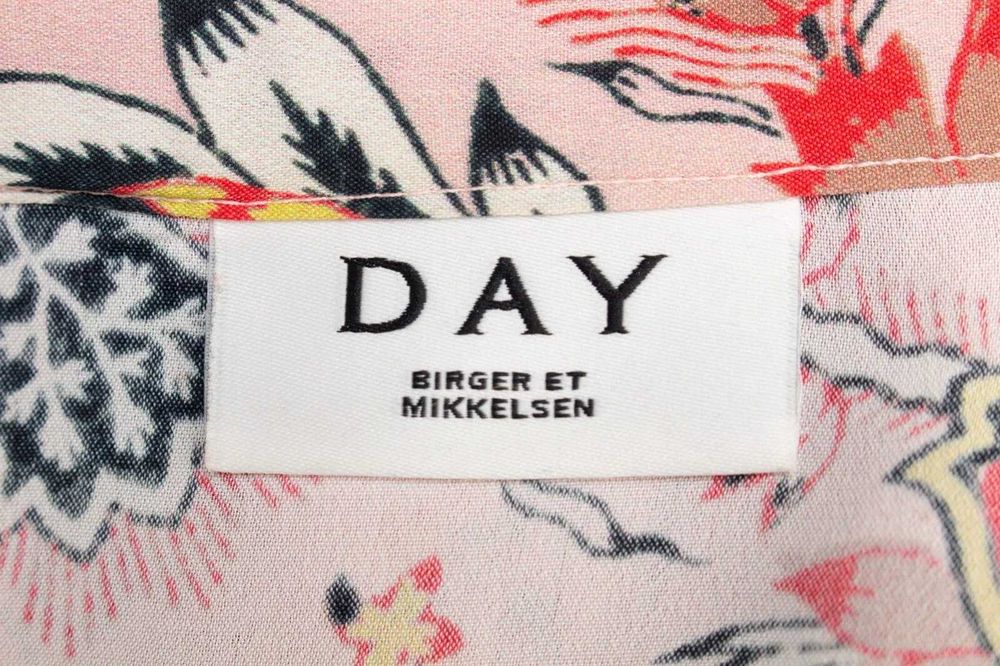 DAY
BIRGER ET
MIKKELSEN